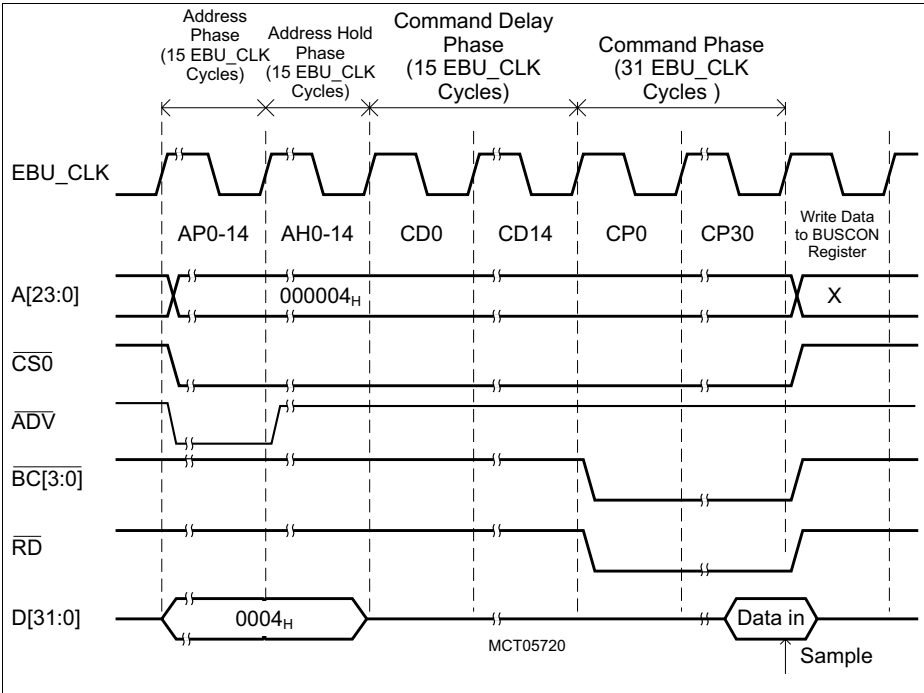 Address
Phase
(15 EBU_CLK
Cycles)
Address Hold
Phase
(15 EBU_CLK
Cycles)
Command Delay
Phase
(15 EBU_CLK
Cycles)
Command Phase
(31 EBU_CLK
Cycles )
EBU_CLK
AP0-14 AH0-14 CD0 CD14 CP0 CP30
Write Data
to BUSCON
Register
A[23:0] 000004H X
CS0
ADV
BC[3:0]
RD
D[31:0] 0004H Data in
MCT05720
Sample